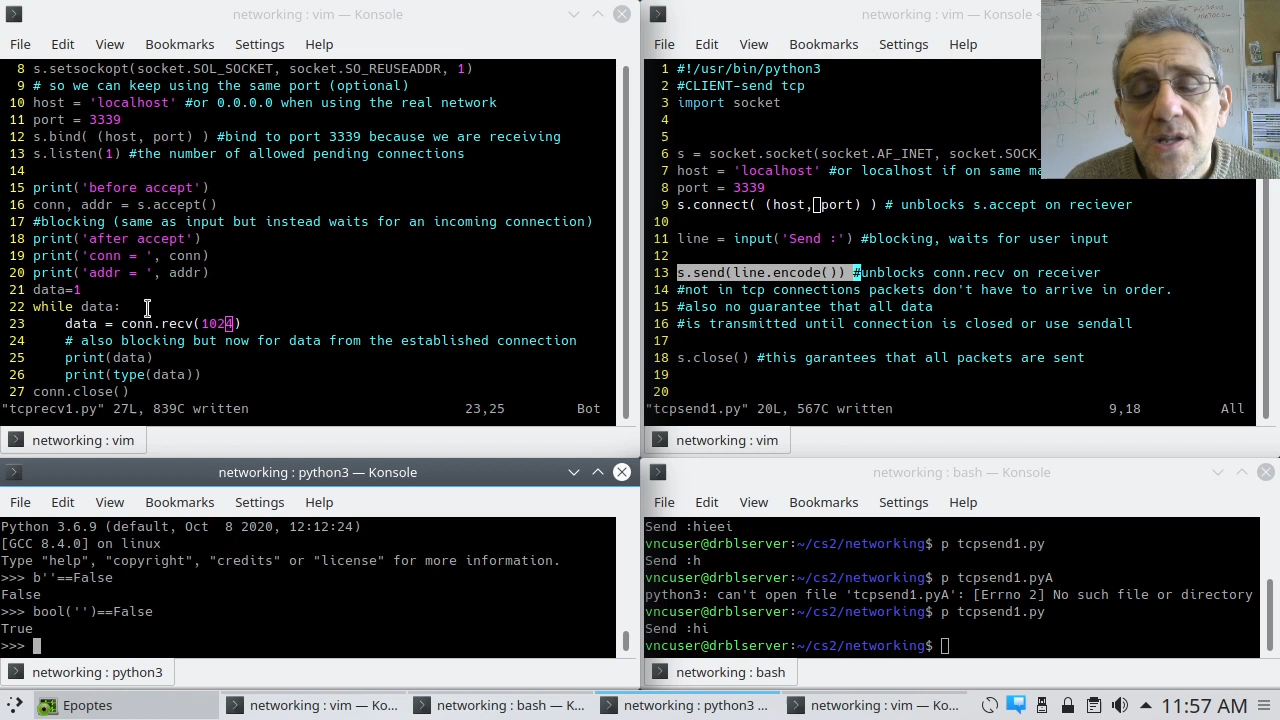 networking : vim — Konsole
File Edit View Bookmarks Settings Help
8 s.setsockopt(socket.SOL_SOCKET, socket.SO_REUSEADDR, 1)
9 # so we can keep using the same port (optional)
10 host = 'localhost' #or 0.0.0.0 when using the real network
11 port = 3339
12 s.bind( (host, port) ) #bind to port 3339 because we are receiving
13 s.listen(1) #the number of allowed pending connections
14
15 print('before accept')
16 conn, addr = s.accept()
17 #blocking (same as input but instead waits for an incoming connection)
18 print('after accept')
19 print('conn = ', conn)
20 print('addr = ', addr)
21 data=1
22 while data:
23     data = conn.recv(1024)
24     # also blocking but now for data from the established connection
25     print(data)
26     print(type(data))
27 conn.close()
"tcprecv1.py" 27L, 839C written 23,25 Bot
networking : vim
networking : vim — Konsole
File Edit View Bookmarks Settings Help
1 #!/usr/bin/python3
2 #CLIENT-send tcp
3 import socket
4
5
6 s = socket.socket(socket.AF_INET, socket.SOCK_
7 host = 'localhost' #or localhost if on same ma
8 port = 3339
9 s.connect( (host, port) ) # unblocks s.accept on reciever
10
11 line = input('Send :') #blocking, waits for user input
12
13 s.send(line.encode()) #unblocks conn.recv on receiver
14 #not in tcp connections packets don't have to arrive in order.
15 #also no guarantee that all data
16 #is transmitted until connection is closed or use sendall
17
18 s.close() #this garantees that all packets are sent
19
20
"tcpsend1.py" 20L, 567C written 9,18 All
networking : vim
networking : python3 — Konsole
File Edit View Bookmarks Settings Help
Python 3.6.9 (default, Oct  8 2020, 12:12:24)
[GCC 8.4.0] on linux
Type "help", "copyright", "credits" or "license" for more information.
>>> b''==False
False
>>> bool('')==False
True
>>>
networking : python3
networking : bash — Konsole
File Edit View Bookmarks Settings Help
Send :hieei
vncuser@drblserver:~/cs2/networking$ p tcpsend1.py
Send :h
vncuser@drblserver:~/cs2/networking$ p tcpsend1.pyA
python3: can't open file 'tcpsend1.pyA': [Errno 2] No such file or directory
vncuser@drblserver:~/cs2/networking$ p tcpsend1.py
Send :hi
vncuser@drblserver:~/cs2/networking$
networking : bash
Epoptes networking : vim — Ko... networking : bash — K... networking : python3 ... networking : vim — Ko... 11:57 AM